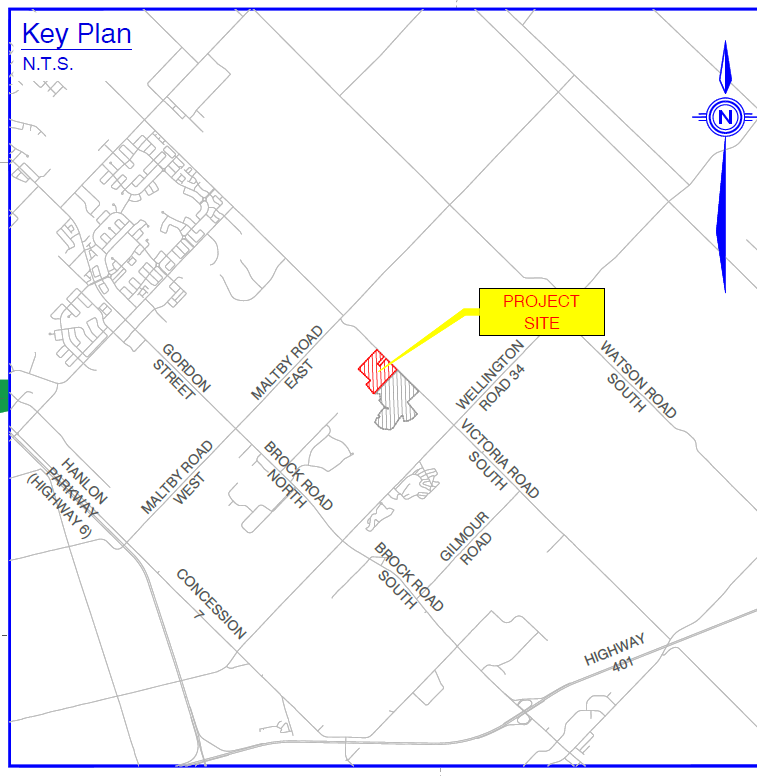 Key Plan
N.T.S.
N
PROJECT
SITE
GORDON
STREET
MALTBY ROAD
EAST
WELLINGTON
ROAD 34
WATSON ROAD
SOUTH
MALTBY ROAD
WEST
BROCK ROAD
NORTH
VICTORIA ROAD
SOUTH
HANLON
PARKWAY
(HIGHWAY 6)
GILMOUR
ROAD
BROCK ROAD
SOUTH
CONCESSION
7
HIGHWAY
401